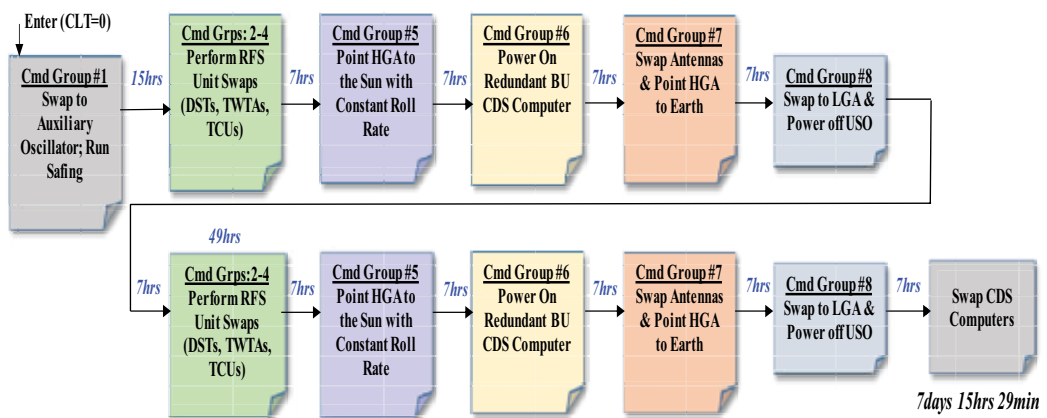 Enter (CLT=0)
Cmd Group #1
Swap to
Auxiliary
Oscillator; Run
Safing
15hrs
Cmd Grps: 2-4
Perform RFS
Unit Swaps
(DSTs, TWTAs,
TCUs)
7hrs
Cmd Group #5
Point HGA to
the Sun with
Constant Roll
Rate
7hrs
Cmd Group #6
Power On
Redundant BU
CDS Computer
7hrs
Cmd Group #7
Swap Antennas
& Point HGA
to Earth
7hrs
Cmd Group #8
Swap to LGA &
Power off USO
49hrs
7hrs
Cmd Grps:2-4
Perform RFS
Unit Swaps
(DSTs, TWTAs,
TCUs)
7hrs
Cmd Group #5
Point HGA to
the Sun with
Constant Roll
Rate
7hrs
Cmd Group #6
Power On
Redundant BU
CDS Computer
7hrs
Cmd Group #7
Swap Antennas
& Point HGA
to Earth
7hrs
Cmd Group #8
Swap to LGA &
Power off USO
7hrs
Swap CDS
Computers
7days 15hrs 29min